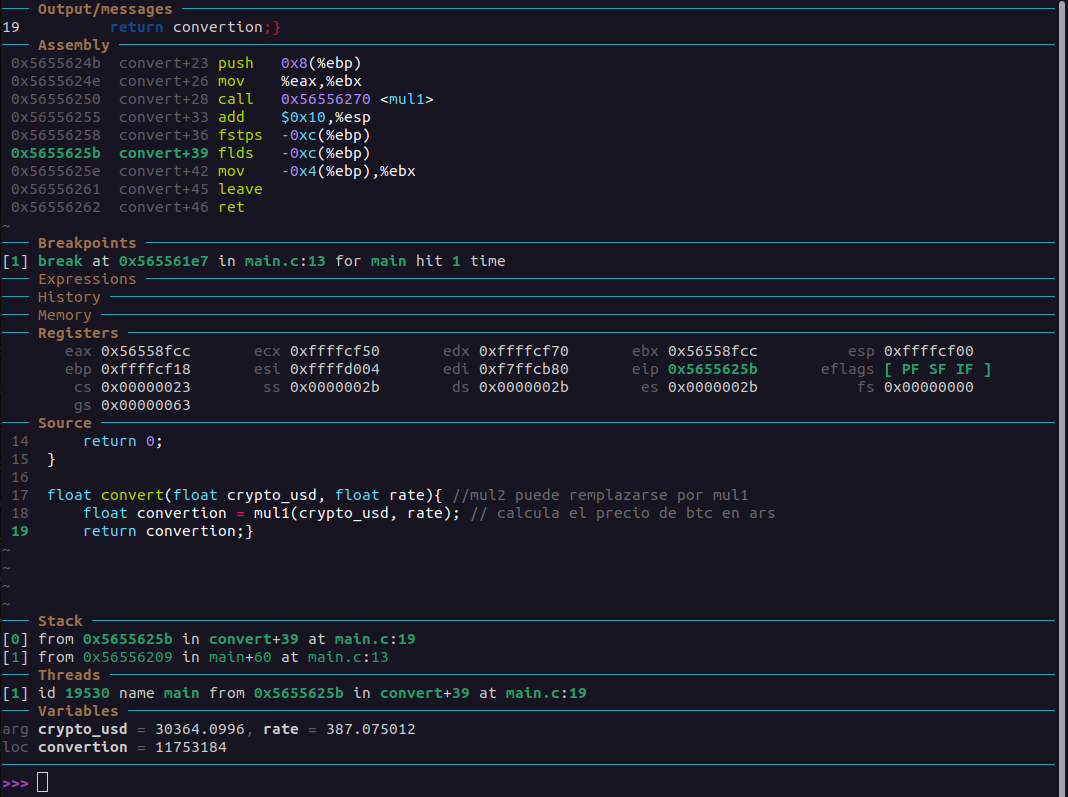 Output/messages
19 return convertion;}
Assembly
0x5655624b convert+23 push 0x8(%ebp)
0x5655624e convert+26 mov %eax,%ebx
0x56556250 convert+28 call 0x56556270 <mul1>
0x56556255 convert+33 add $0x10,%esp
0x56556258 convert+36 fstps -0xc(%ebp)
0x5655625b convert+39 flds -0xc(%ebp)
0x5655625e convert+42 mov -0x4(%ebp),%ebx
0x56556261 convert+45 leave
0x56556262 convert+46 ret
~
Breakpoints
[1] break at 0x565561e7 in main.c:13 for main hit 1 time
Expressions
History
Memory
Registers
eax 0x56558fcc ecx 0xffffcf50 edx 0xffffcf70 ebx 0x56558fcc esp 0xffffcf00
ebp 0xffffcf18 esi 0xffffd004 edi 0xf7ffcb80 eip 0x5655625b eflags [ PF SF IF ]
cs 0x00000023 ss 0x0000002b ds 0x0000002b es 0x0000002b fs 0x00000000
gs 0x00000063
Source
14 return 0;
15 }
16
17 float convert(float crypto_usd, float rate){ //mul2 puede remplazarse por mul1
18 float convertion = mul1(crypto_usd, rate); // calcula el precio de btc en ars
19 return convertion;}
~
~
~
~
Stack
[0] from 0x5655625b in convert+39 at main.c:19
[1] from 0x56556209 in main+60 at main.c:13
Threads
[1] id 19530 name main from 0x5655625b in convert+39 at main.c:19
Variables
arg crypto_usd = 30364.0996, rate = 387.075012
loc convertion = 11753184
>>>